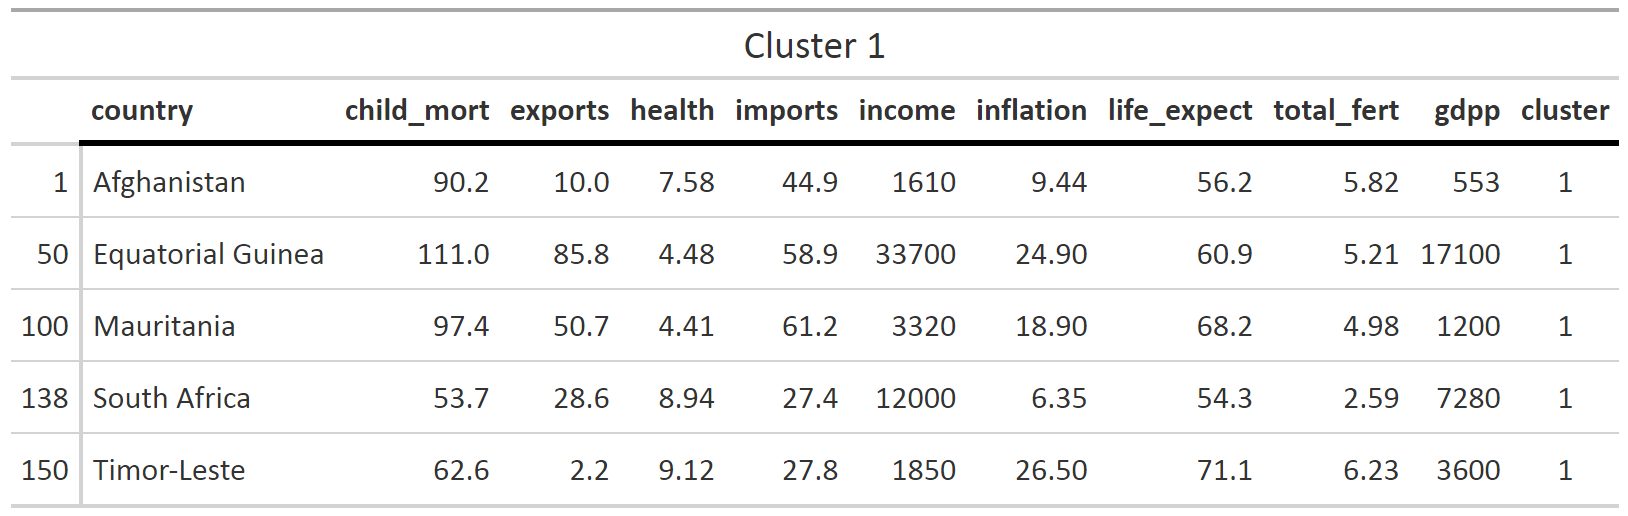 Cluster 1
country child_mort exports health imports income inflation life_expect total_fert gdpp cluster
1 Afghanistan 90.2 10.0 7.58 44.9 1610 9.44 56.2 5.82 553 1
50 Equatorial Guinea 111.0 85.8 4.48 58.9 33700 24.90 60.9 5.21 17100 1
100 Mauritania 97.4 50.7 4.41 61.2 3320 18.90 68.2 4.98 1200 1
138 South Africa 53.7 28.6 8.94 27.4 12000 6.35 54.3 2.59 7280 1
150 Timor-Leste 62.6 2.2 9.12 27.8 1850 26.50 71.1 6.23 3600 1